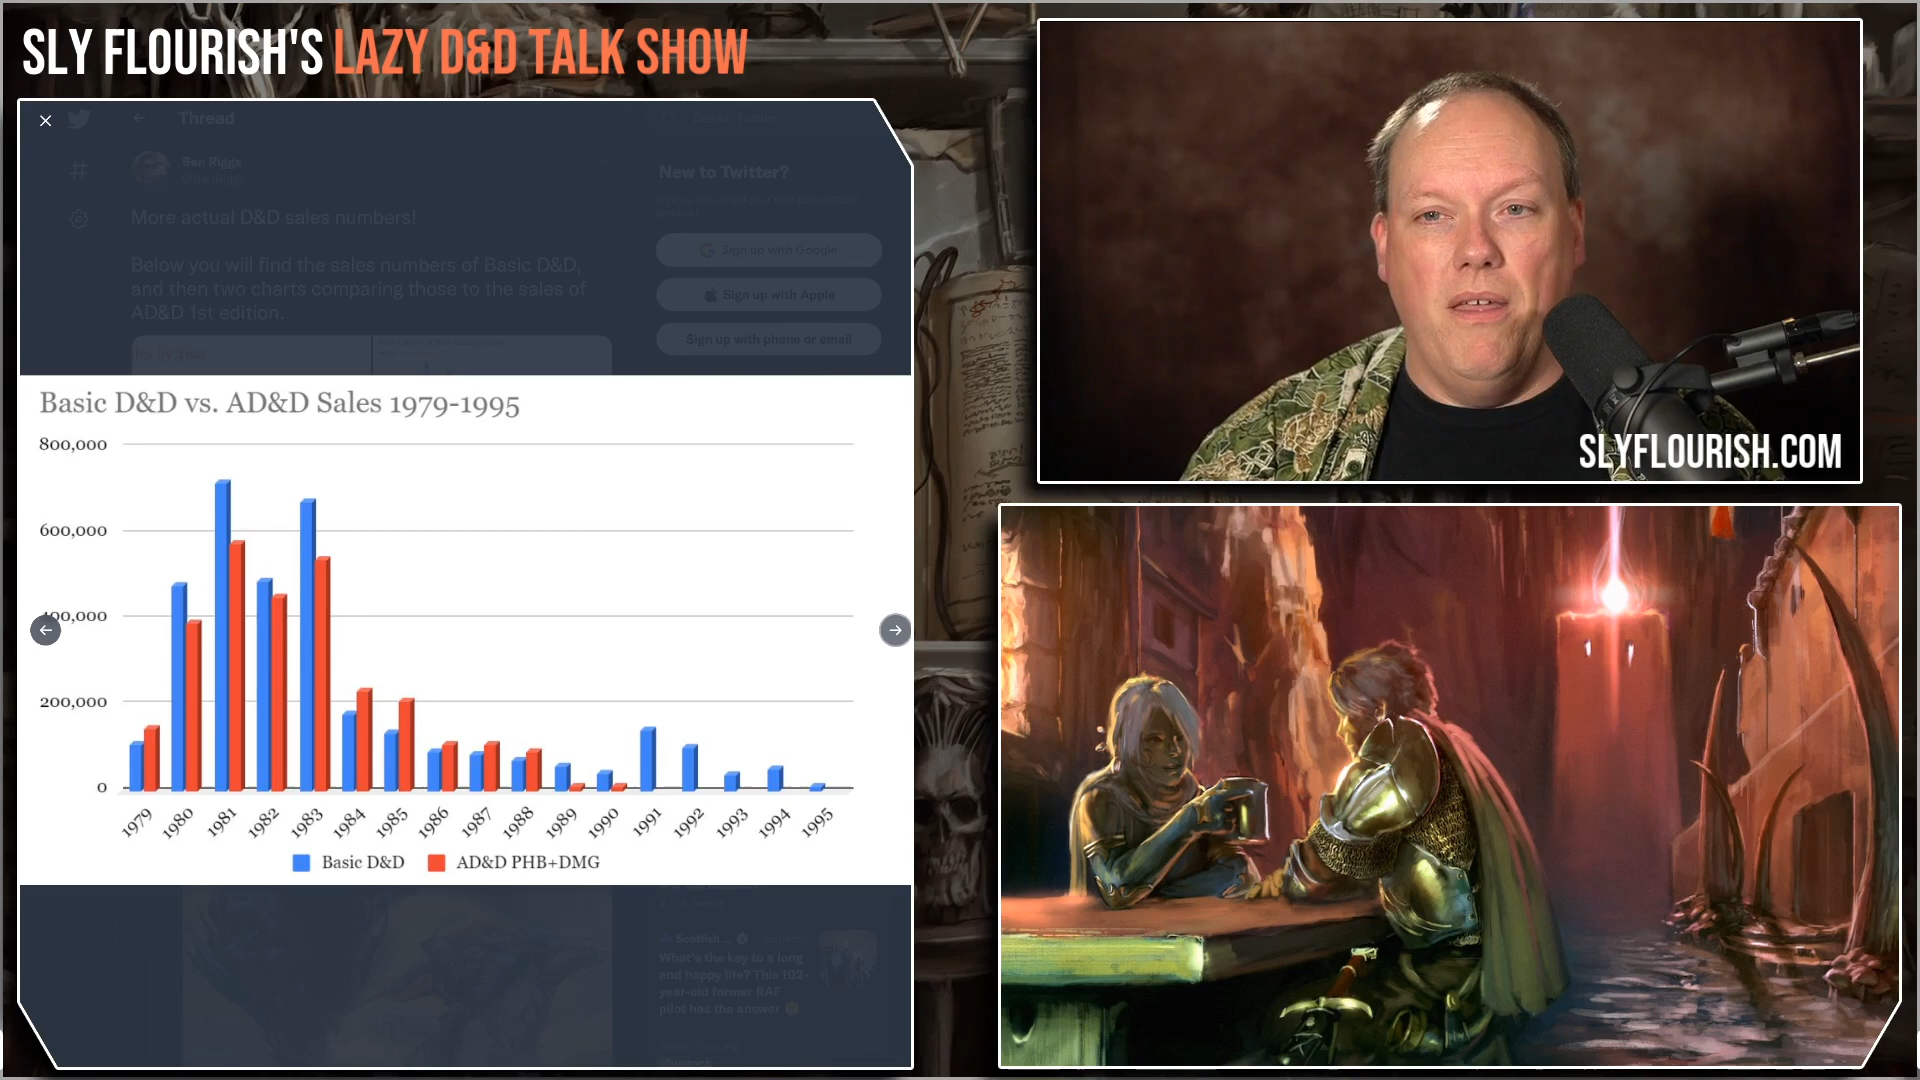 SLY FLOURISH'S LAZY D&D TALK SHOW
Thread
Ben Riggs
@BenRiggs
More actual D&D sales numbers!
Below you will find the sales numbers of Basic D&D,
and then two charts comparing those to the sales of
AD&D 1st edition.
New to Twitter?
Sign up with Google
Sign up with Apple
Sign up with phone or email
Basic D&D vs. AD&D Sales 1979-1995
800,000
600,000
400,000
200,000
0
1979 1980 1981 1982 1983 1984 1985 1986 1987 1988 1989 1990 1991 1992 1993 1994 1995
Basic D&D AD&D PHB+DMG
Scottish ...
What's the key to a long
and happy life? This 102-
year-old former RAF
pilot has the answer
SLYFLOURISH.COM